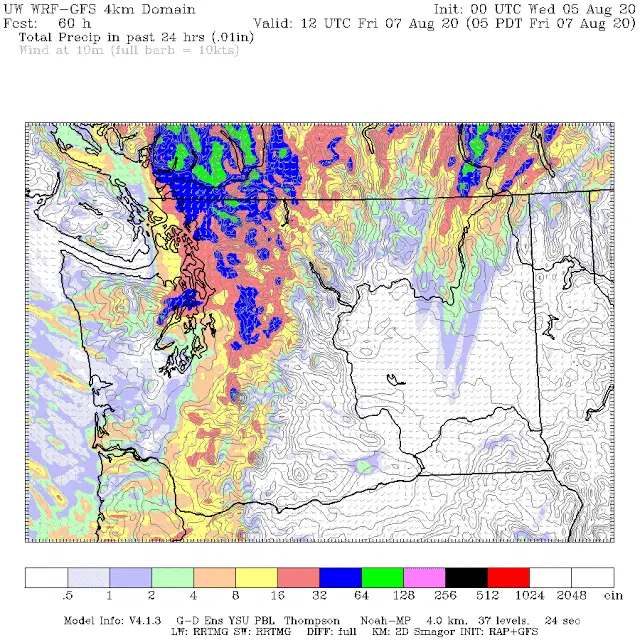 UW WRF-GFS 4km Domain Init: 00 UTC Wed 05 Aug 20
Fcst: 60 h Valid: 12 UTC Fri 07 Aug 20 (05 PDT Fri 07 Aug 20)
Total Precip in past 24 hrs (.01in)
Wind at 10m (full barb = 10kts)
.5 1 2 4 8 16 32 64 128 256 512 1024 2048 cin
Model Info: V4.1.3 G-D Ens YSU PBL Thompson Noah-MP 4.0 km, 37 levels, 24 sec
LW: RRTMG SW: RRTMG DIFF: full KM: 2D Smagor INIT: RAP+GFS